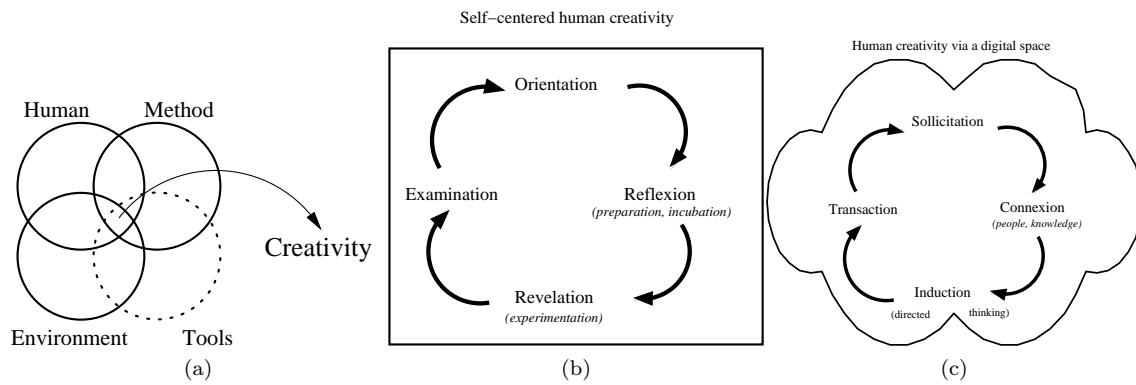 Human Method
Creativity
Environment Tools
(a)
Self-centered human creativity
Orientation
Examination Reflexion
(preparation, incubation)
Revelation
(experimentation)
(b)
Human creativity via a digital space
Sollicitation
Transaction Connexion
(people, knowledge)
Induction
(directed thinking)
(c)